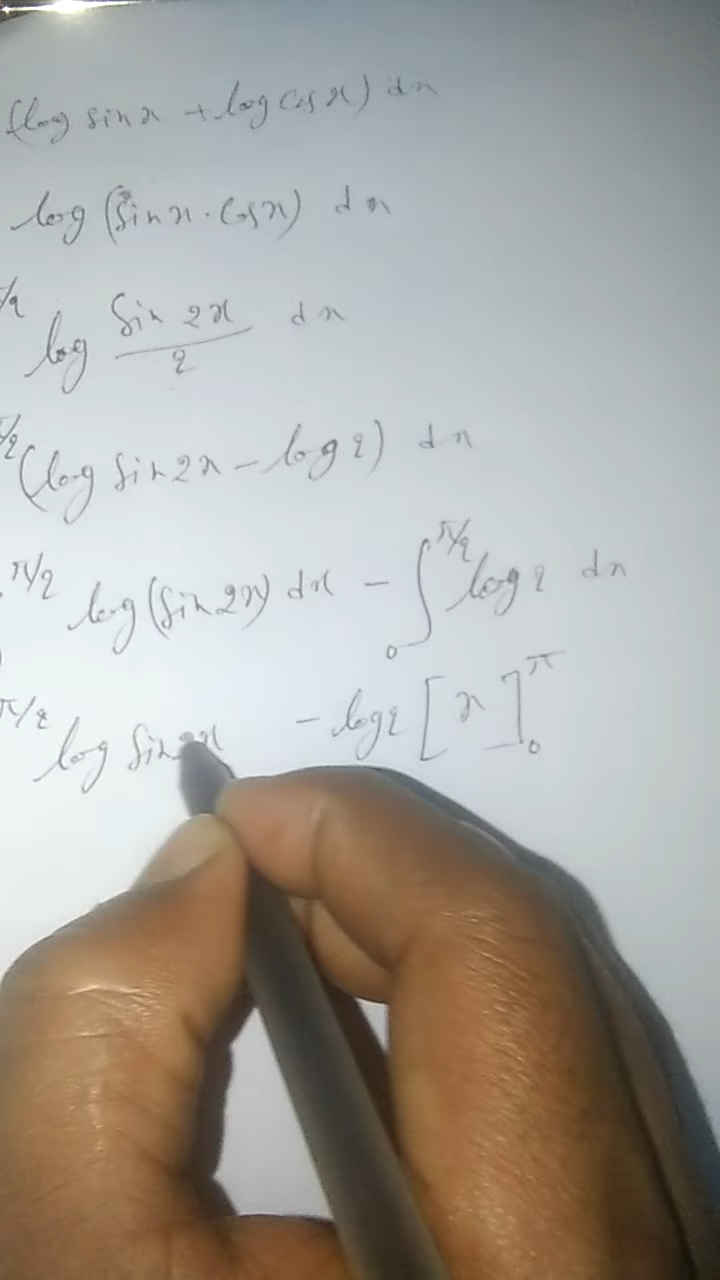 (log sin x + log cos x) dx
log (sin x . cos x) dx
π/2 log sin 2x / 2 dx
π/2 (log sin 2x - log 2) dx
π/2 log (sin 2x) dx - ∫₀^π/2 log 2 dx
π/2 log sin 2x - log 2 [x]₀^π